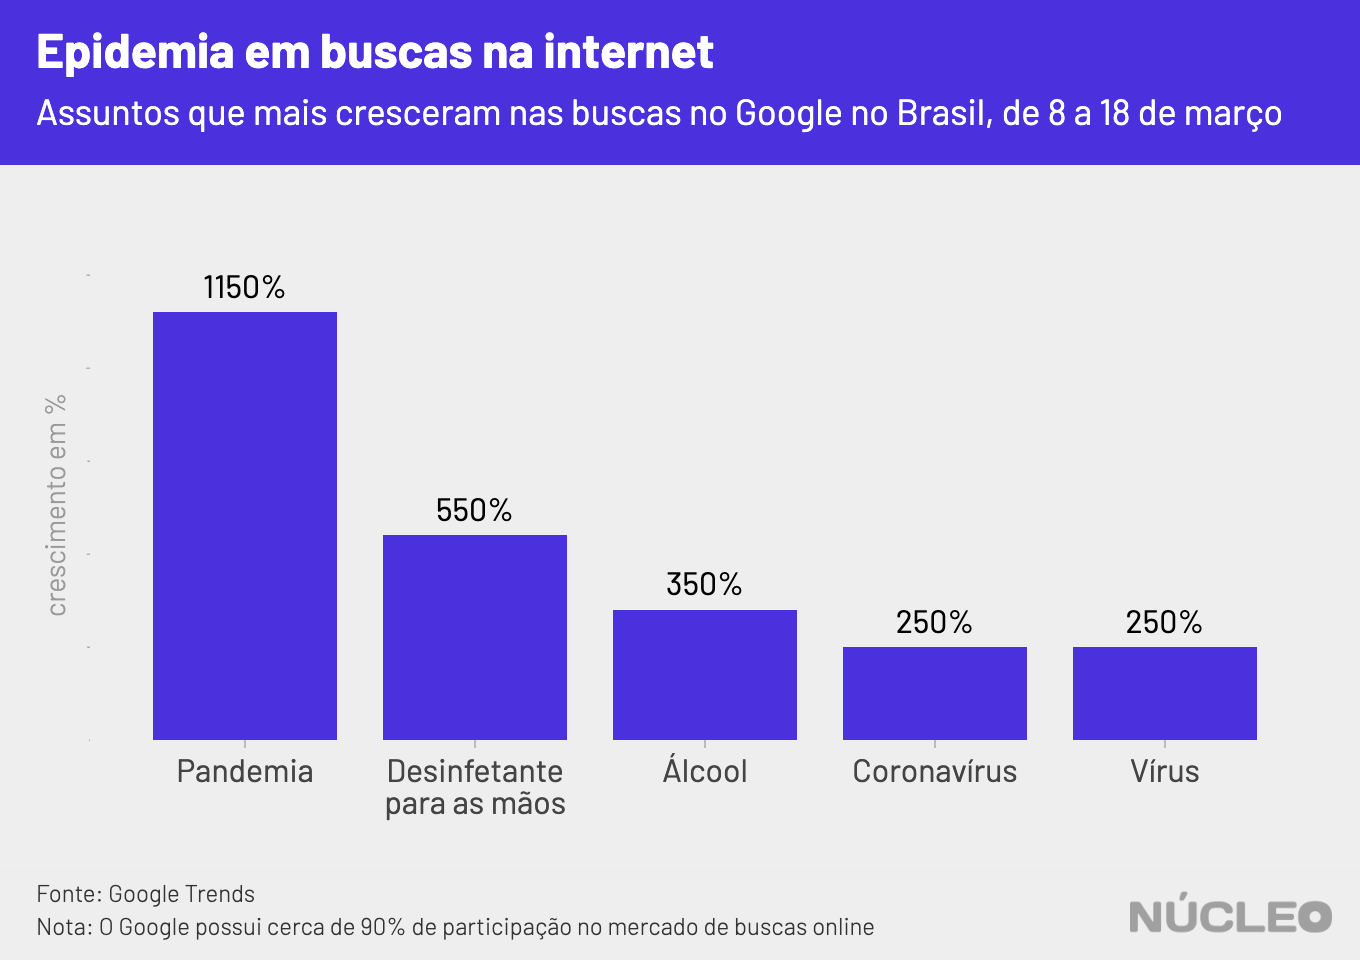 Epidemia em buscas na internet
Assuntos que mais cresceram nas buscas no Google no Brasil, de 8 a 18 de março
crescimento em %
1150%
550%
350%
250%
250%
Pandemia
Desinfetante
para as mãos
Álcool
Coronavírus
Vírus
Fonte: Google Trends
Nota: O Google possui cerca de 90% de participação no mercado de buscas online
NÚCLEO